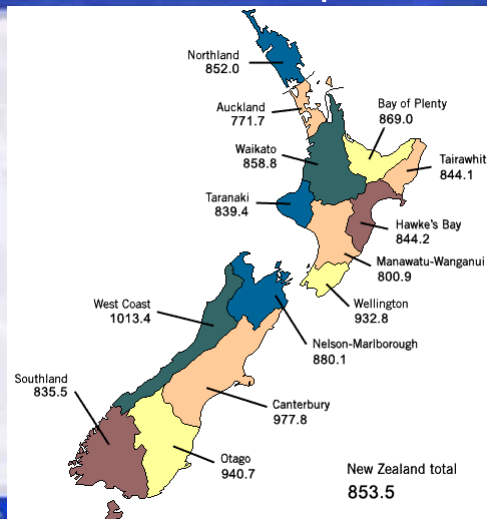 Northland
852.0
Auckland
771.7
Bay of Plenty
869.0
Waikato
858.8
Tairawhit
844.1
Taranaki
839.4
Hawke's Bay
844.2
Manawatu-Wanganui
800.9
Wellington
932.8
West Coast
1013.4
Nelson-Marlborough
880.1
Southland
835.5
Canterbury
977.8
Otago
940.7
New Zealand total
853.5